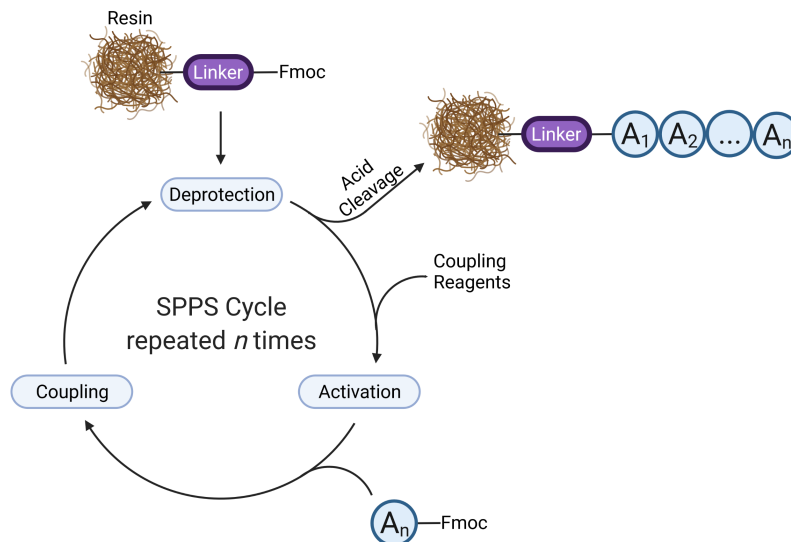 Resin
Linker
Fmoc
Linker
A₁
A₂
...
Aₙ
Acid
Cleavage
Deprotection
Coupling
Reagents
SPPS Cycle
repeated n times
Coupling
Activation
Aₙ
Fmoc